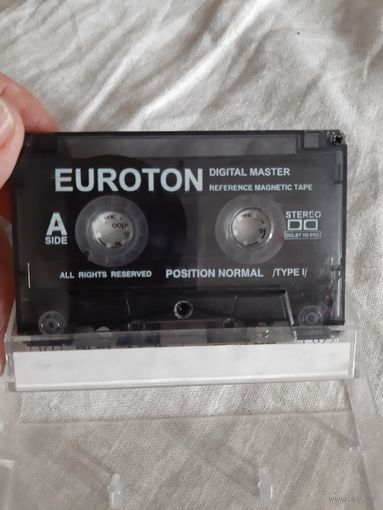 EUROTON
DIGITAL MASTER
REFERENCE MAGNETIC TAPE
A
SIDE
STEREO
DOLBY HX-PRO
ALL RIGHTS RESERVED
POSITION NORMAL /TYPE I/